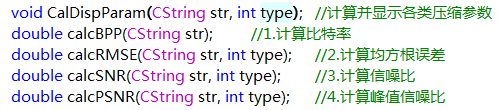 void CalDispParam(CString str, int type); //计算并显示各类压缩参数
double calcBPP(CString str); //1.计算比特率
double calcRMSE(CString str, int type); //2.计算均方根误差
double calcSNR(CString str, int type); //3.计算信噪比
double calcPSNR(CString str, int type); //4.计算峰值信噪比